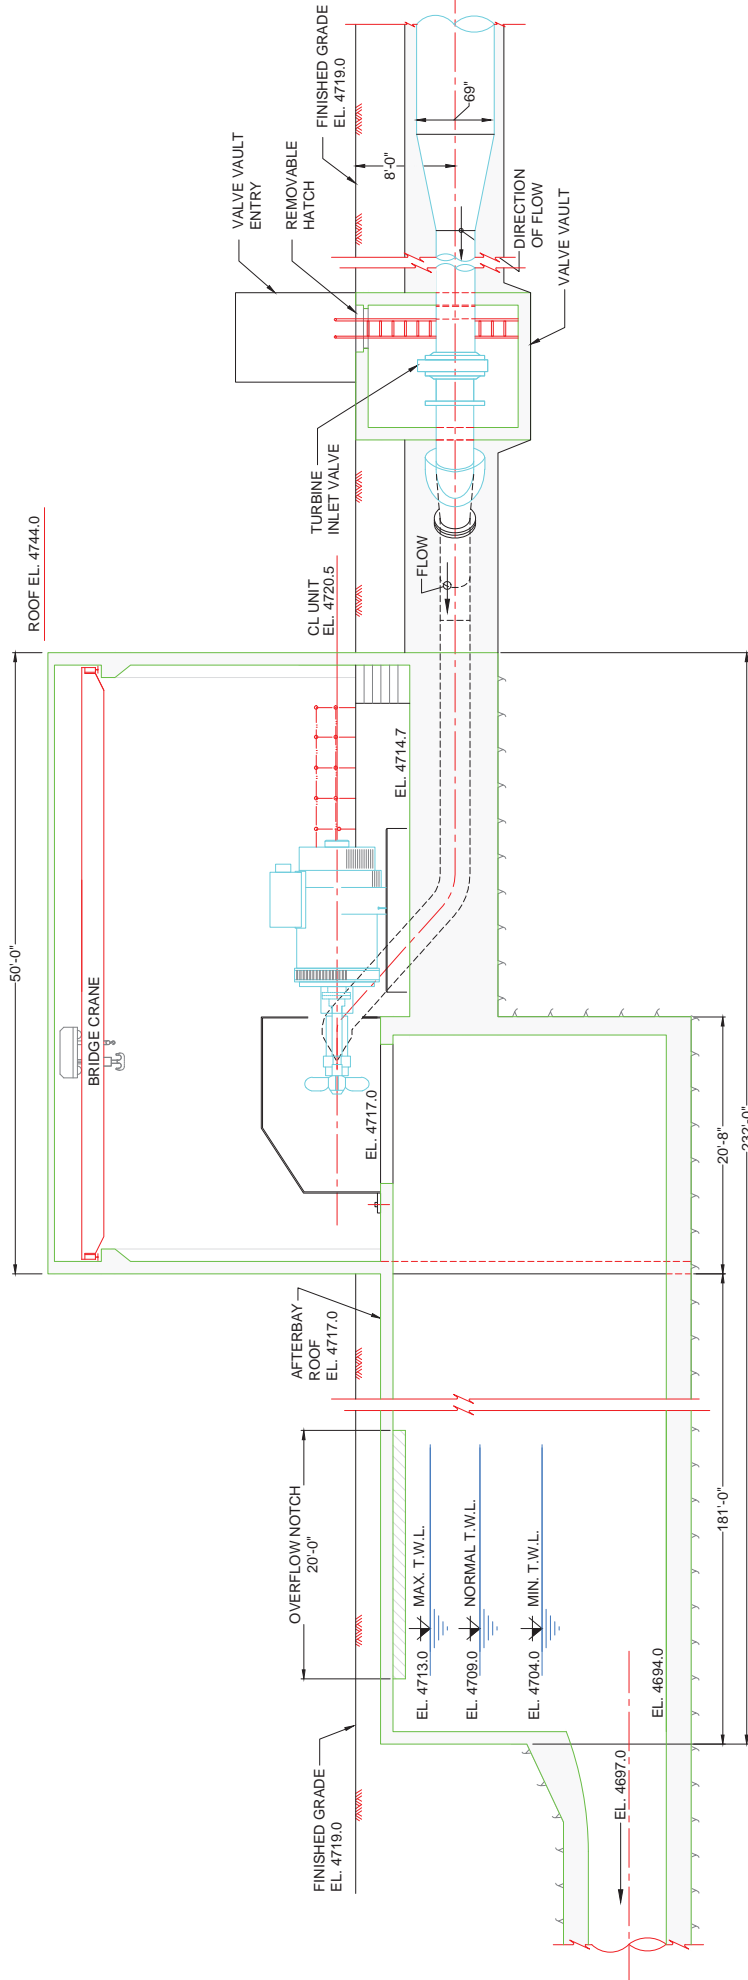 FINISHED GRADE
EL. 4719.0
8'-0"
69"
VALVE VAULT
ENTRY
REMOVABLE
HATCH
DIRECTION
OF FLOW
VALVE VAULT
TURBINE
INLET VALVE
ROOF EL. 4744.0
CL UNIT
EL. 4720.5
FLOW
50'-0"
BRIDGE CRANE
EL. 4714.7
EL. 4717.0
20'-8"
232'-0"
AFTERBAY
ROOF
EL. 4717.0
OVERFLOW NOTCH
20'-0"
181'-0"
EL. 4713.0 MAX. T.W.L.
EL. 4709.0 NORMAL T.W.L.
EL. 4704.0 MIN. T.W.L.
EL. 4694.0
EL. 4697.0
FINISHED GRADE
EL. 4719.0